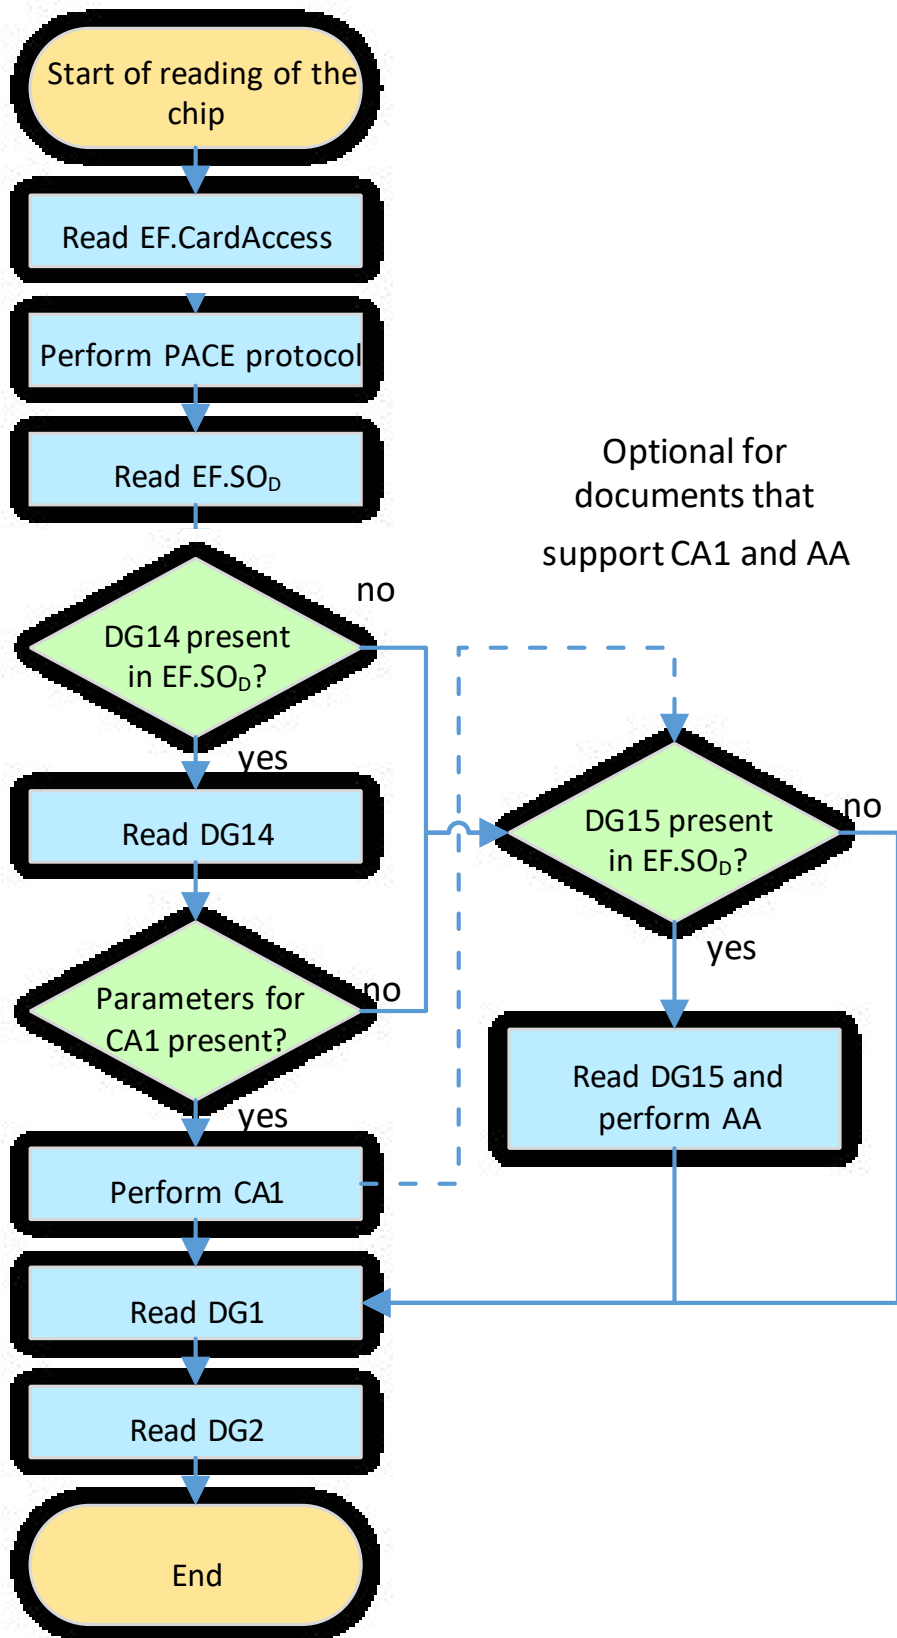 Start of reading of the
chip
Read EF.CardAccess
Perform PACE protocol
Read EF.SOD
Optional for
documents that
support CA1 and AA
no
DG14 present
in EF.SOD?
yes
Read DG14
DG15 present
in EF.SOD?
no
yes
Parameters for
CA1 present?
no
yes
Read DG15 and
perform AA
Perform CA1
Read DG1
Read DG2
End